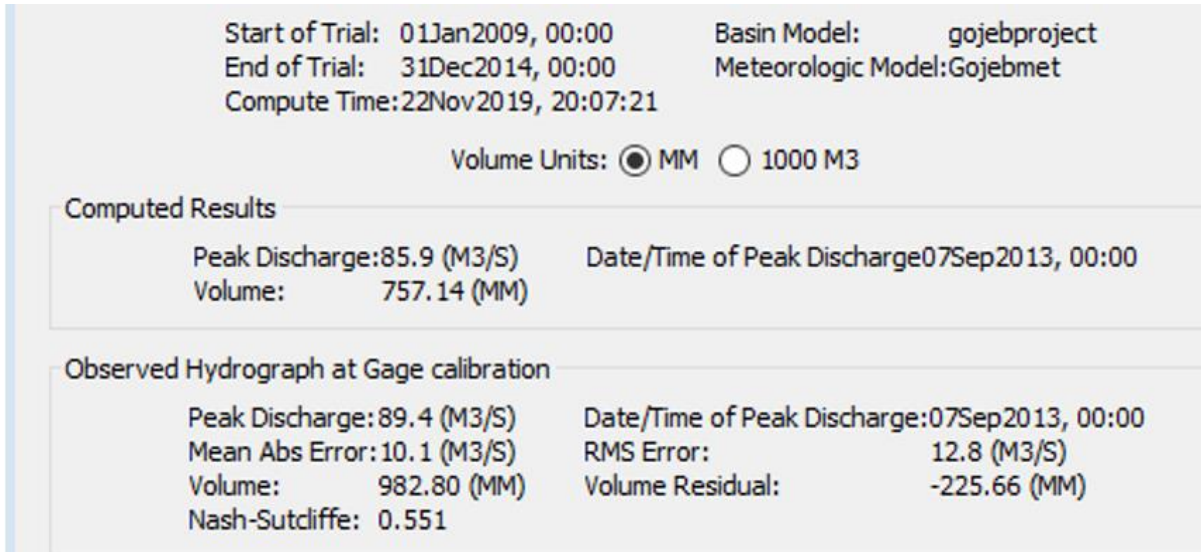 Start of Trial: 01Jan2009, 00:00 Basin Model: gojebproject
End of Trial: 31Dec2014, 00:00 Meteorologic Model:Gojebmet
Compute Time:22Nov2019, 20:07:21
Volume Units: MM 1000 M3
Computed Results
Peak Discharge:85.9 (M3/S) Date/Time of Peak Discharge07Sep2013, 00:00
Volume: 757.14 (MM)
Observed Hydrograph at Gage calibration
Peak Discharge:89.4 (M3/S) Date/Time of Peak Discharge:07Sep2013, 00:00
Mean Abs Error:10.1 (M3/S) RMS Error: 12.8 (M3/S)
Volume: 982.80 (MM) Volume Residual: -225.66 (MM)
Nash-Sutcliffe: 0.551